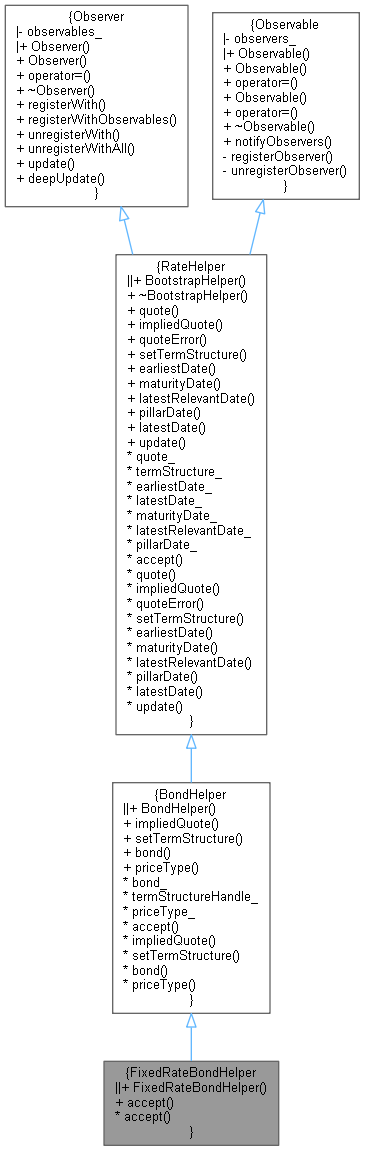 {Observer
|- observables_
|+ Observer()
+ Observer()
+ operator=()
+ ~Observer()
+ registerWith()
+ registerWithObservables()
+ unregisterWith()
+ unregisterWithAll()
+ update()
+ deepUpdate()
}
{Observable
|- observers_
|+ Observable()
+ Observable()
+ operator=()
+ Observable()
+ operator=()
+ ~Observable()
+ notifyObservers()
- registerObserver()
- unregisterObserver()
}
{RateHelper
||+ BootstrapHelper()
+ ~BootstrapHelper()
+ quote()
+ impliedQuote()
+ quoteError()
+ setTermStructure()
+ earliestDate()
+ maturityDate()
+ latestRelevantDate()
+ pillarDate()
+ latestDate()
+ update()
* quote_
* termStructure_
* earliestDate_
* latestDate_
* maturityDate_
* latestRelevantDate_
* pillarDate_
* accept()
* quote()
* impliedQuote()
* quoteError()
* setTermStructure()
* earliestDate()
* maturityDate()
* latestRelevantDate()
* pillarDate()
* latestDate()
* update()
}
{BondHelper
||+ BondHelper()
+ impliedQuote()
+ setTermStructure()
+ bond()
+ priceType()
* bond_
* termStructureHandle_
* priceType_
* accept()
* impliedQuote()
* setTermStructure()
* bond()
* priceType()
}
{FixedRateBondHelper
||+ FixedRateBondHelper()
+ accept()
* accept()
}